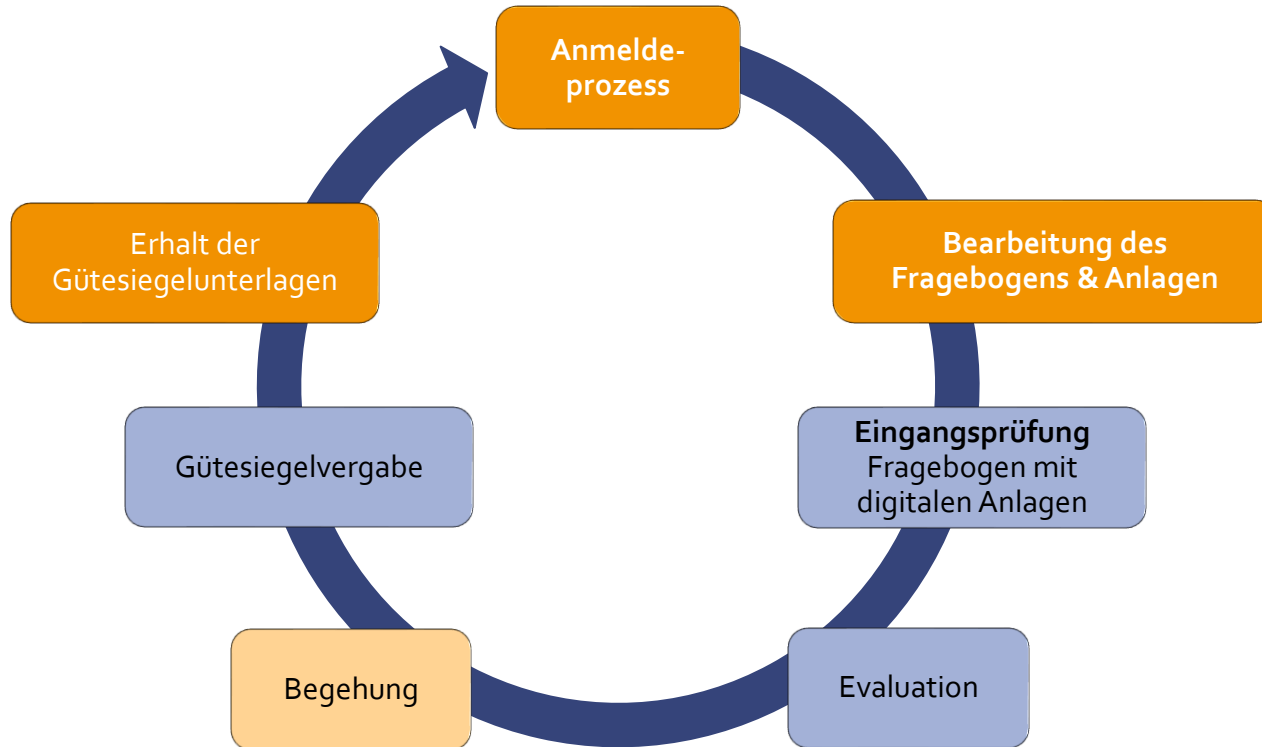 Anmelde-
prozess
Bearbeitung des
Fragebogens & Anlagen
Eingangsprüfung
Fragebogen mit
digitalen Anlagen
Evaluation
Begehung
Gütesiegelvergabe
Erhalt der
Gütesiegelunterlagen